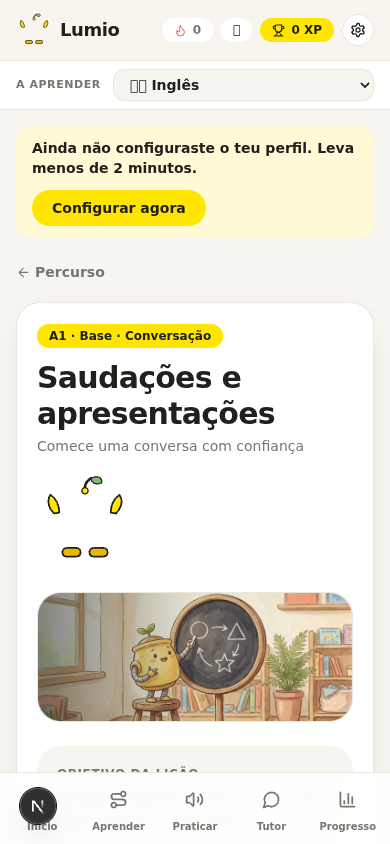 Lumio
0
0 XP
A APRENDER
Inglês
Ainda não configuraste o teu perfil. Leva
menos de 2 minutos.
Configurar agora
← Percurso
A1 · Base · Conversação
Saudações e
apresentações
Comece uma conversa com confiança
OBJETIVO DA LIÇÃO
N
Início
Aprender
Praticar
Tutor
Progresso